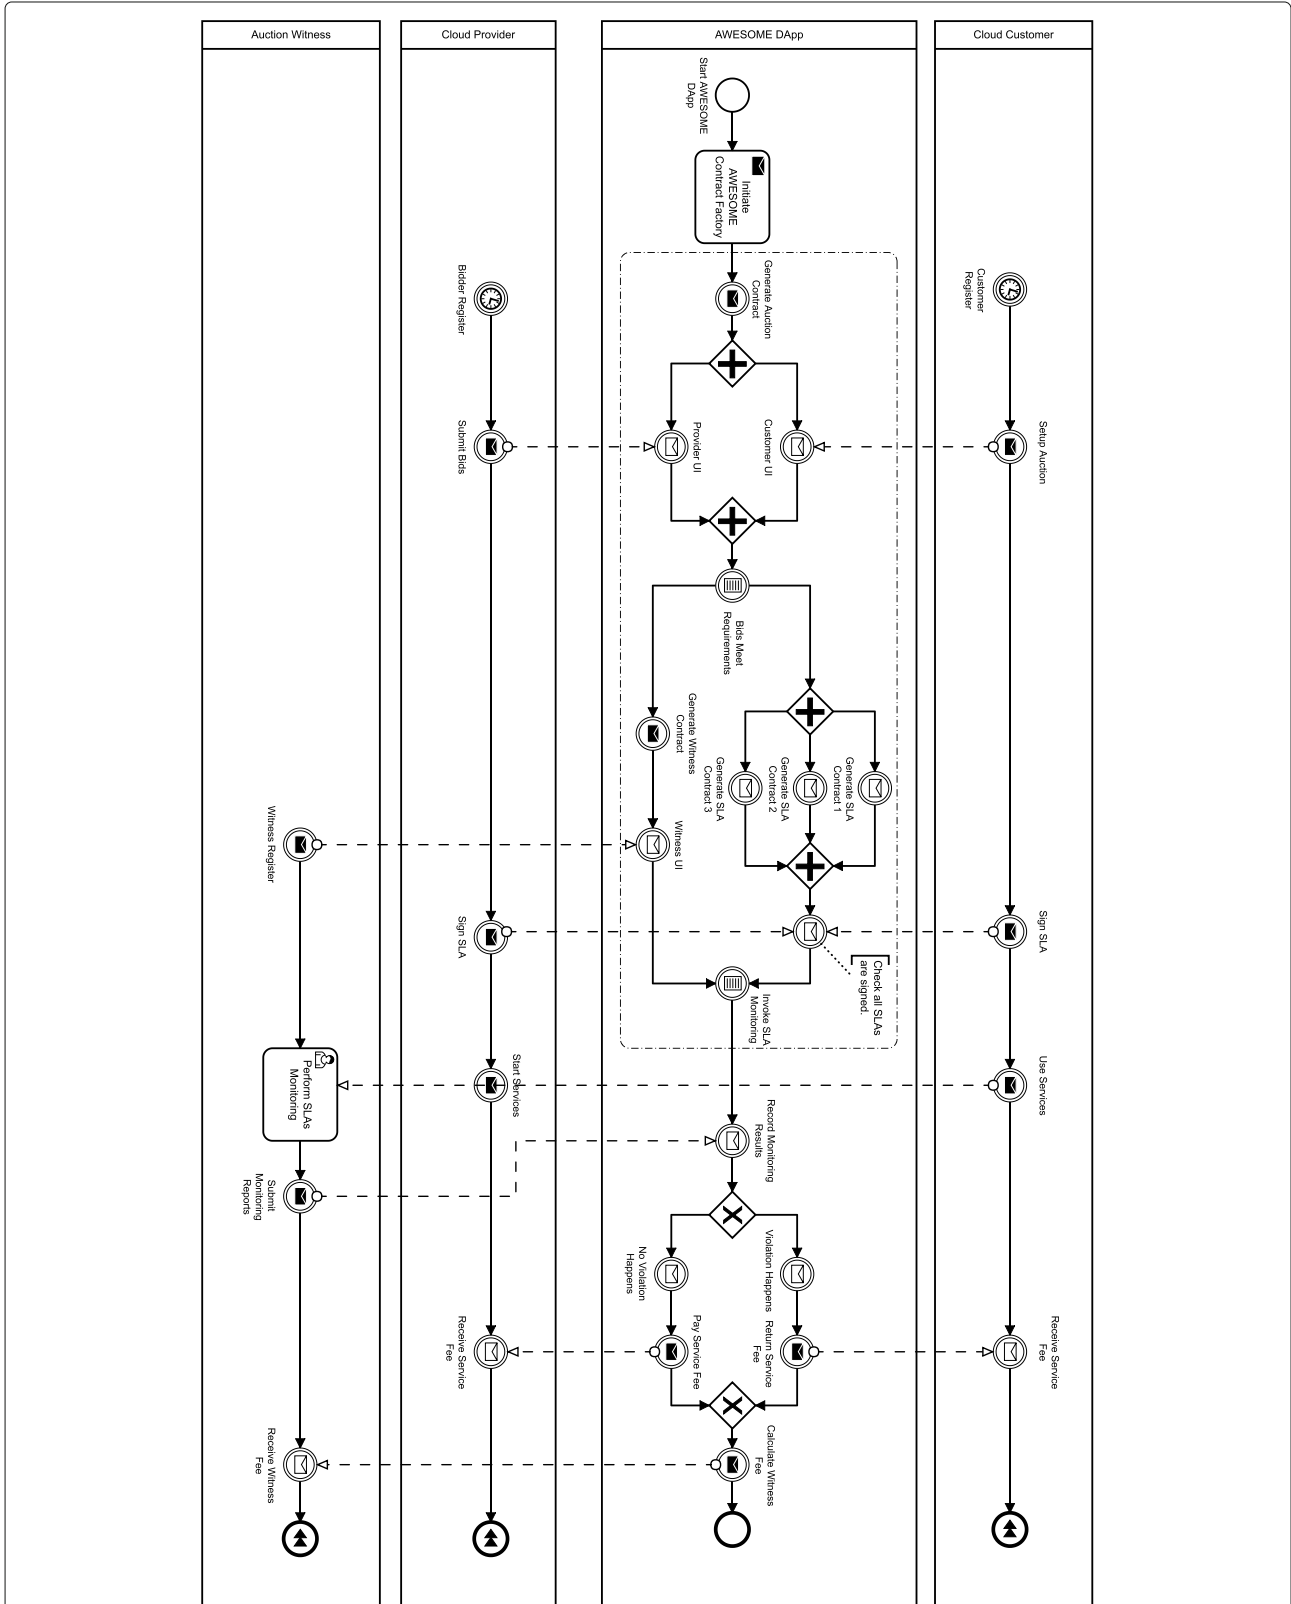 Auction Witness
Cloud Provider
AWESOME DApp
Cloud Customer
Start AWESOME
DApp
Initiate
AWESOME
Contract Factory
Generate Auction
Contract
Bidder Register
Customer
Register
Submit Bids
Provider UI
Customer UI
Setup Auction
Bids Meet
Requirements
Generate Witness
Contract
Generate SLA
Contract 3
Generate SLA
Contract 2
Generate SLA
Contract 1
Witness Register
Witness UI
Sign SLA
Sign SLA
Check all SLAs
are signed.
Invoke SLA
Monitoring
Perform SLAs
Monitoring
Start Services
Use Services
Record Monitoring
Results
Submit
Monitoring
Reports
No Violation
Happens
Violation Happens
Receive Service
Fee
Pay Service Fee
Return Service
Fee
Receive Service
Fee
Receive Witness
Fee
Calculate Witness
Fee